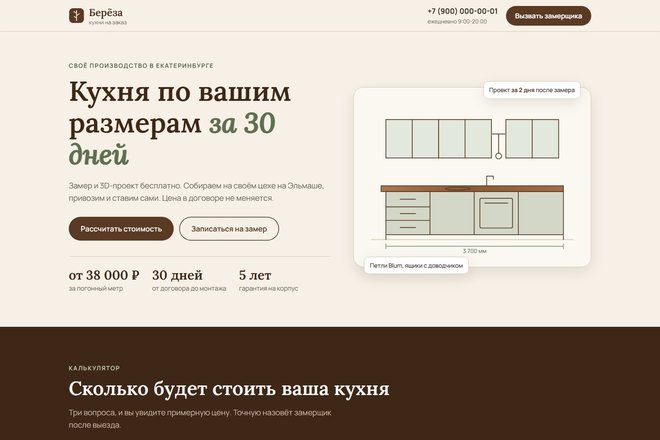 Берёза
кухни на заказ
+7 (900) 000-00-01
ежедневно 9:00-20:00
Вызвать замерщика
СВОЁ ПРОИЗВОДСТВО В ЕКАТЕРИНБУРГЕ
Кухня по вашим
размерам за 30
дней
Замер и 3D-проект бесплатно. Собираем на своём цехе на Эльмаше,
привозим и ставим сами. Цена в договоре не меняется.
Рассчитать стоимость
Записаться на замер
от 38 000 ₽
за погонный метр
30 дней
от договора до монтажа
5 лет
гарантия на корпус
Проект за 2 дня после замера
3 700 мм
Петли Blum, ящики с доводчиком
КАЛЬКУЛЯТОР
Сколько будет стоить ваша кухня
Три вопроса, и вы увидите примерную цену. Точную назовёт замерщик
после выезда.